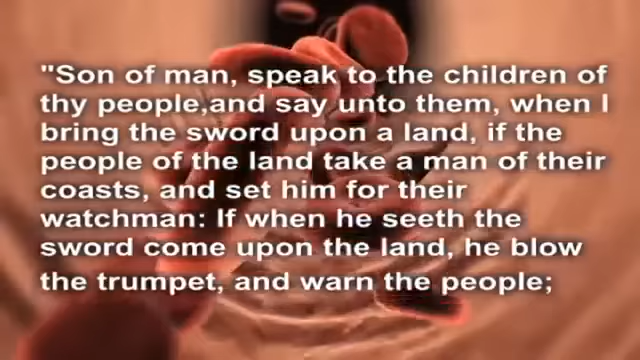 "Son of man, speak to the children of
thy people,and say unto them, when I
bring the sword upon a land, if the
people of the land take a man of their
coasts, and set him for their
watchman: If when he seeth the
sword come upon the land, he blow
the trumpet, and warn the people;